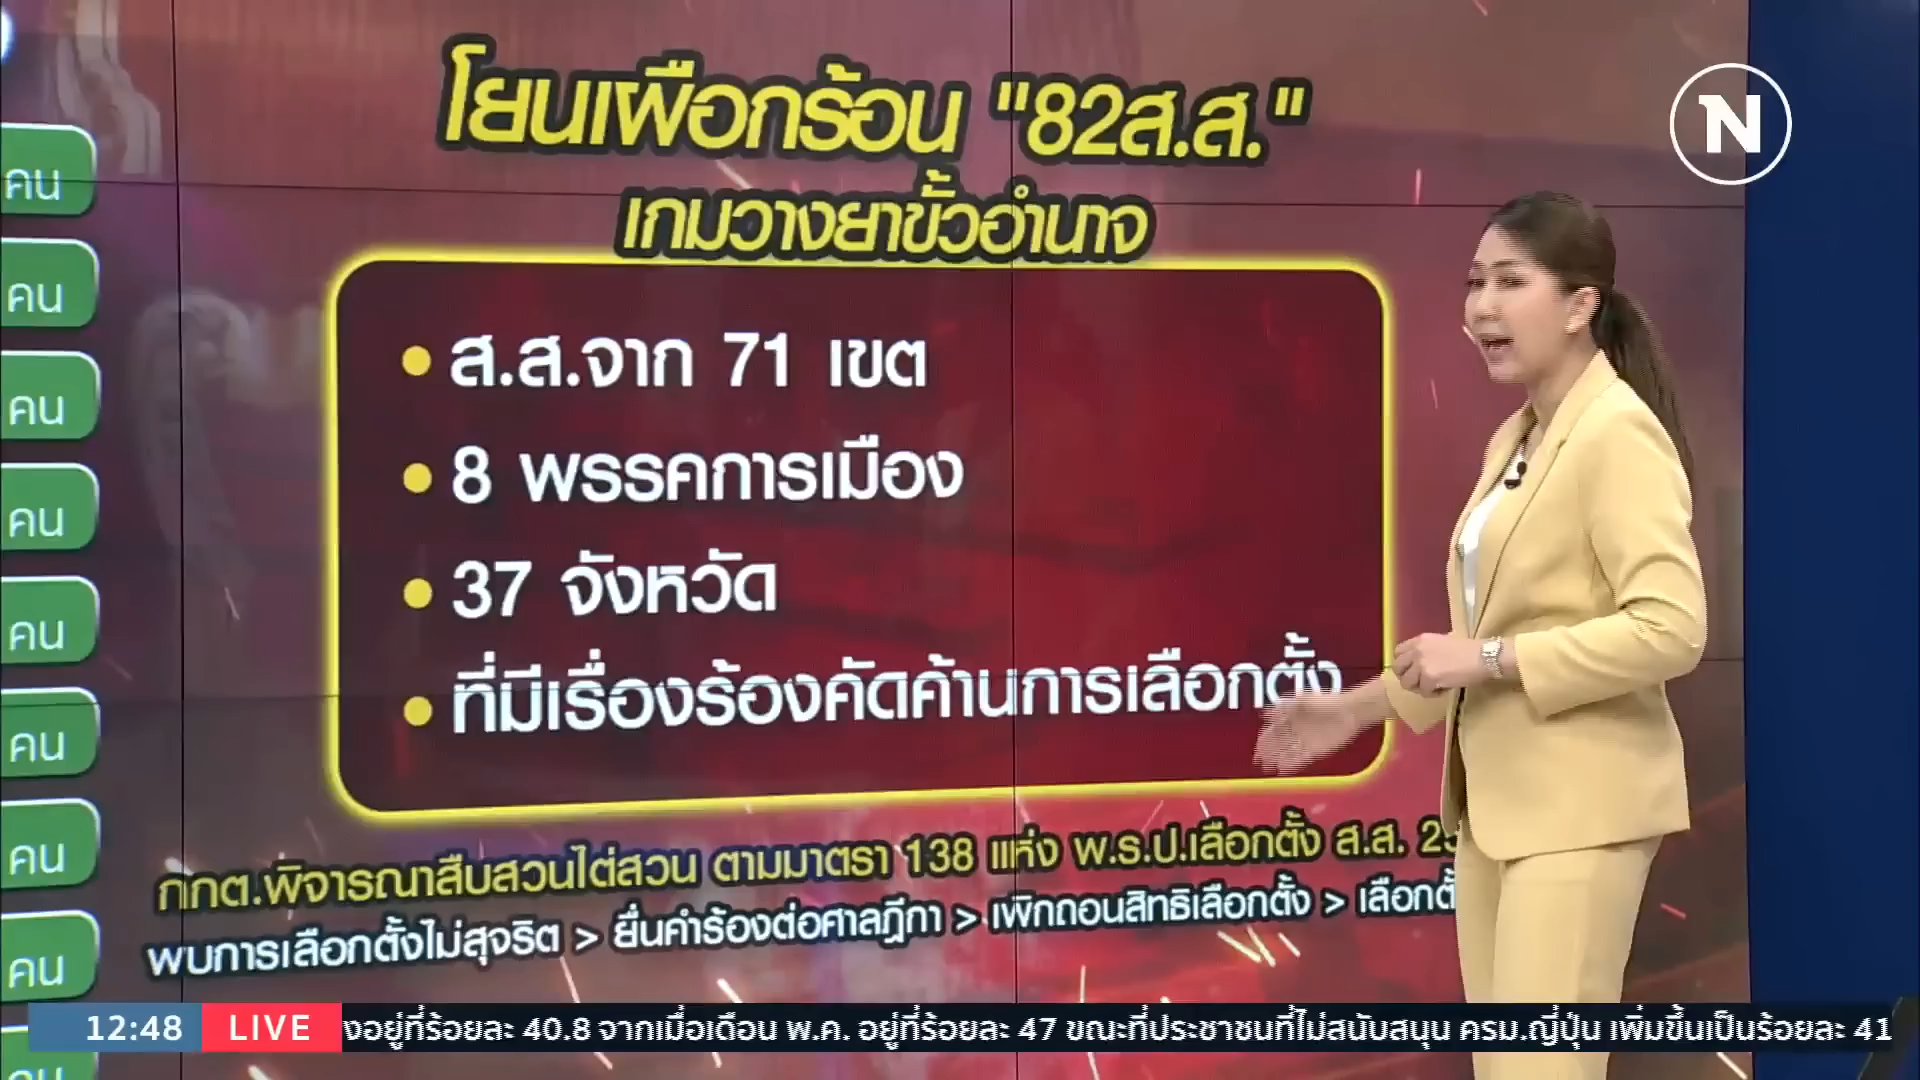 โยนเผือกร้อน "82ส.ส."
เกมวางยาขั้วอำนาจ
N
คน
คน
คน
คน
คน
คน
คน
คน
• ส.ส.จาก 71 เขต
• 8 พรรคการเมือง
• 37 จังหวัด
• ที่มีเรื่องร้องคัดค้านการเลือกตั้ง
กกต.พิจารณาสืบสวนไต่สวน ตามมาตรา 138 แห่ง พ.ร.ป.เลือกตั้ง ส.ส.
พบการเลือกตั้งไม่สุจริต > ยื่นคำร้องต่อศาลฎีกา > เพิกถอนสิทธิเลือกตั้ง >
12:48 LIVE งอยู่ที่ร้อยละ 40.8 จากเมื่อเดือน พ.ค. อยู่ที่ร้อยละ 47 ขณะที่ประชาชนที่ไม่สนับสนุน ครม.ญี่ปุ่น เพิ่มขึ้นเป็นร้อยละ 41